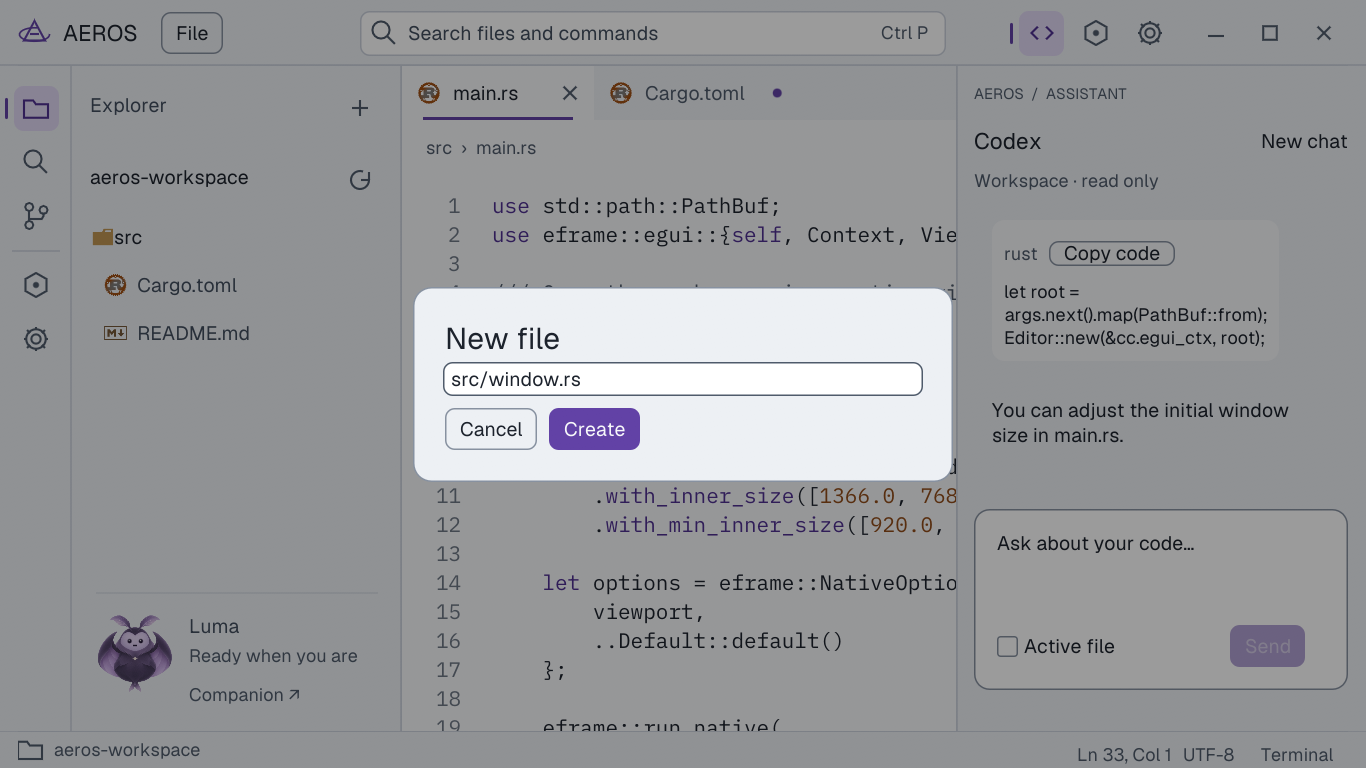 AEROS File Search files and commands Ctrl P
Explorer
aeros-workspace
src
Cargo.toml
README.md
Luma
Ready when you are
Companion ↗
main.rs Cargo.toml
src › main.rs
1 use std::path::PathBuf;
2 use eframe::egui::{self, Context, Vie
3
New file
src/window.rs
Cancel Create
11 .with_inner_size([1366.0, 768
12 .with_min_inner_size([920.0,
13
14 let options = eframe::NativeOptio
15 viewport,
16 ..Default::default()
17 };
18
19 eframe::run_native(
AEROS / ASSISTANT
Codex New chat
Workspace · read only
rust Copy code
let root =
args.next().map(PathBuf::from);
Editor::new(&cc.egui_ctx, root);
You can adjust the initial window
size in main.rs.
Ask about your code…
Active file Send
aeros-workspace Ln 33, Col 1 UTF-8 Terminal